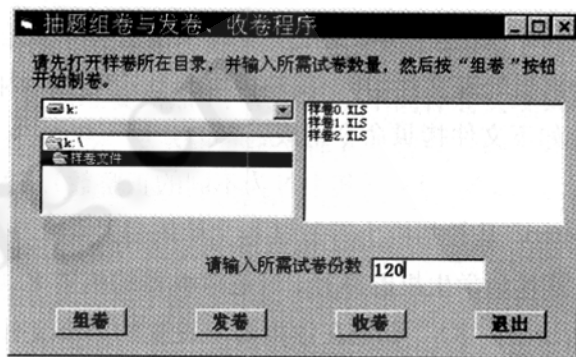 抽题组卷与发卷、收卷程序
请先打开样卷所在目录，并输入所需试卷数量，然后按“组卷”按钮
开始制卷。
k:
k:\
样卷文件
样卷0.XLS
样卷1.XLS
样卷2.XLS
请输入所需试卷份数 120
组卷 发卷 收卷 退出